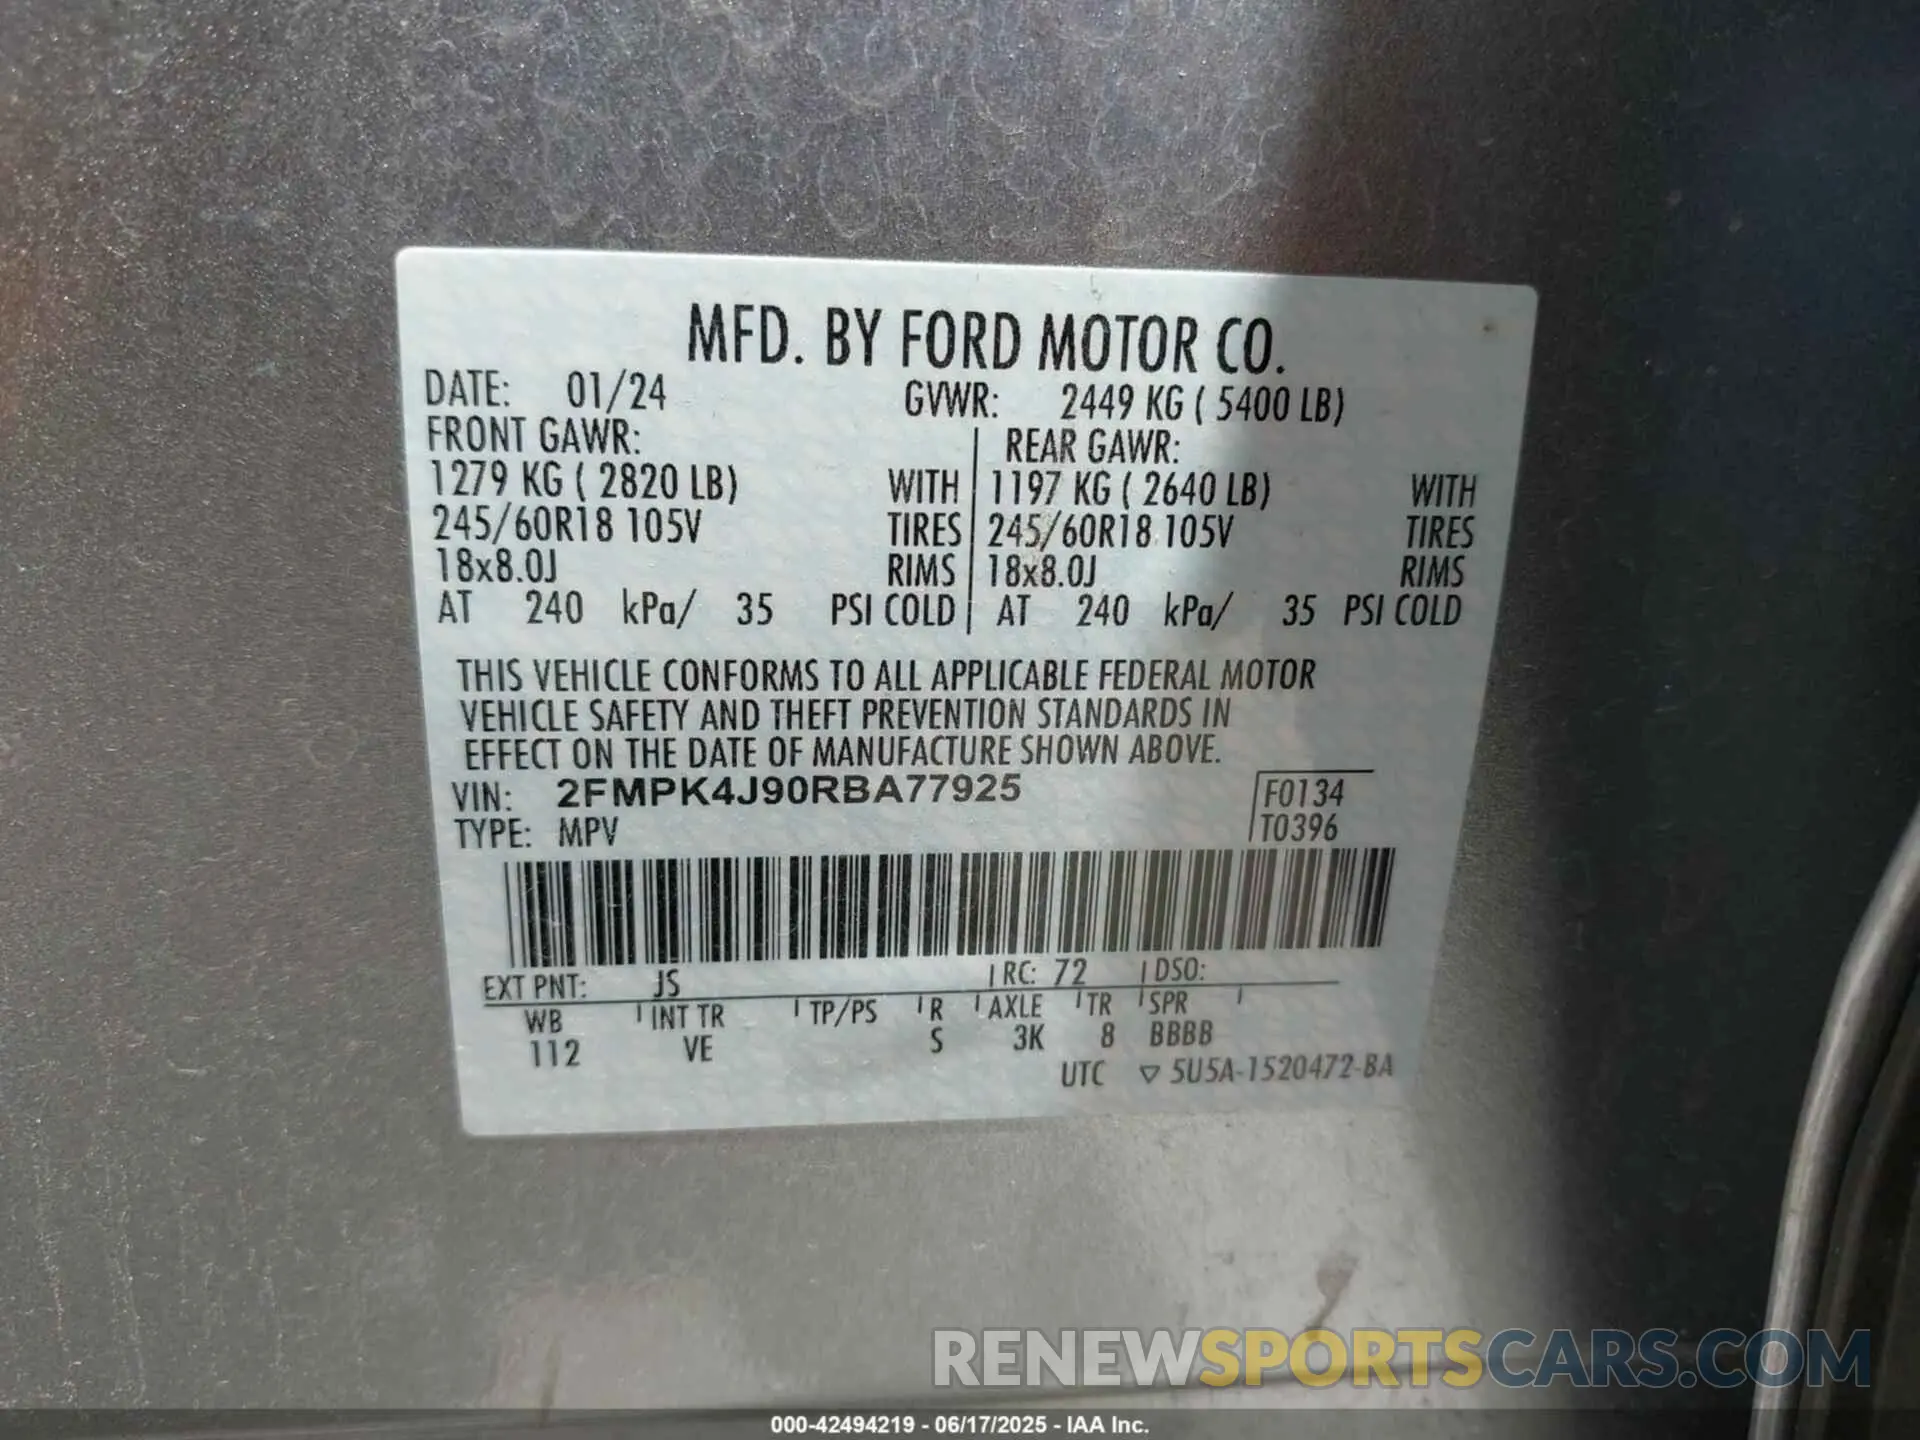 MFD. BY FORD MOTOR CO.
DATE: 01/24 GVWR: 2449 KG ( 5400 LB)
FRONT GAWR: REAR GAWR:
1279 KG ( 2820 LB) WITH 1197 KG ( 2640 LB) WITH
245/60R18 105V TIRES 245/60R18 105V TIRES
18x8.0J RIMS 18x8.0J RIMS
AT 240 kPa/ 35 PSI COLD AT 240 kPa/ 35 PSI COLD
THIS VEHICLE CONFORMS TO ALL APPLICABLE FEDERAL MOTOR
VEHICLE SAFETY AND THEFT PREVENTION STANDARDS IN
EFFECT ON THE DATE OF MANUFACTURE SHOWN ABOVE.
VIN: 2FMPK4J90RBA77925 F0134
TYPE: MPV T0396
EXT PNT: JS RC: 72 DSO:
WB INT TR TP/PS R AXLE TR SPR
112 VE S 3K 8 BBBB
UTC ▽ 5U5A-1520472-BA
RENEWSPORTSCARS.COM
000-42494219 - 06/17/2025 - IAA Inc.